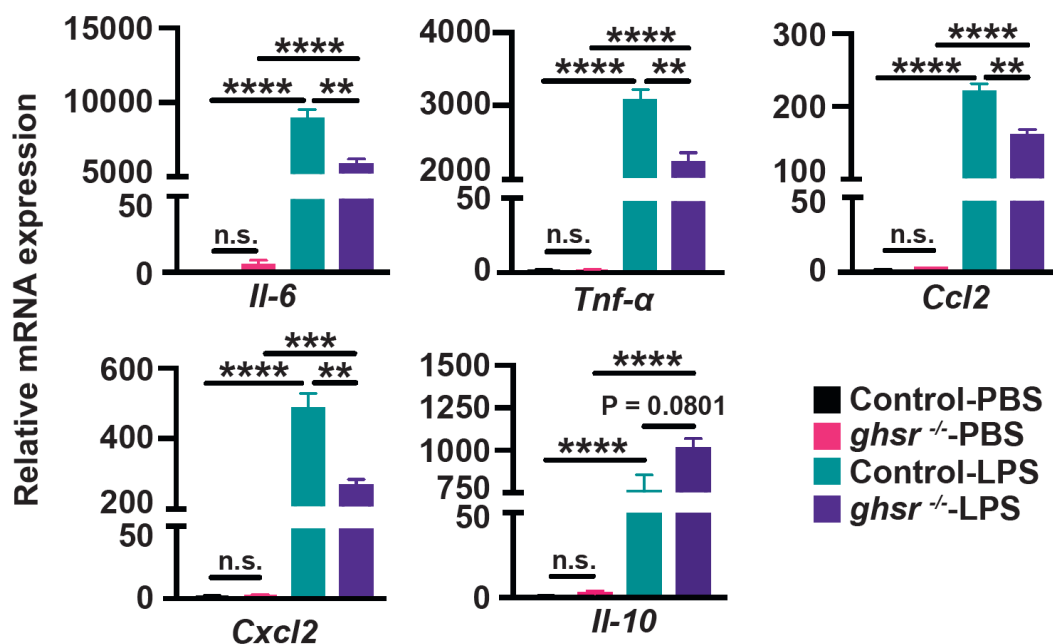 Relative mRNA expression
15000
10000
5000
50
0
****
****
**
n.s.
Il-6
4000
3000
2000
50
0
****
****
**
n.s.
Tnf-α
300
200
100
50
0
****
****
**
n.s.
Ccl2
600
400
200
50
0
***
****
**
n.s.
Cxcl2
1500
1250
1000
750
50
0
****
P = 0.0801
****
n.s.
Il-10
Control-PBS
ghsr -/--PBS
Control-LPS
ghsr -/--LPS